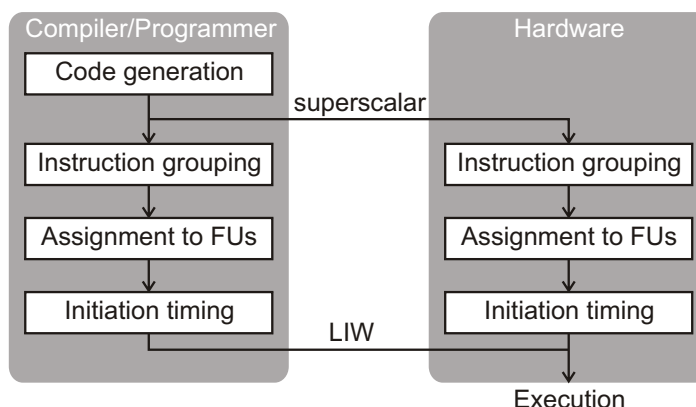 Compiler/Programmer
Hardware
Code generation
superscalar
Instruction grouping
Instruction grouping
Assignment to FUs
Assignment to FUs
Initiation timing
Initiation timing
LIW
Execution